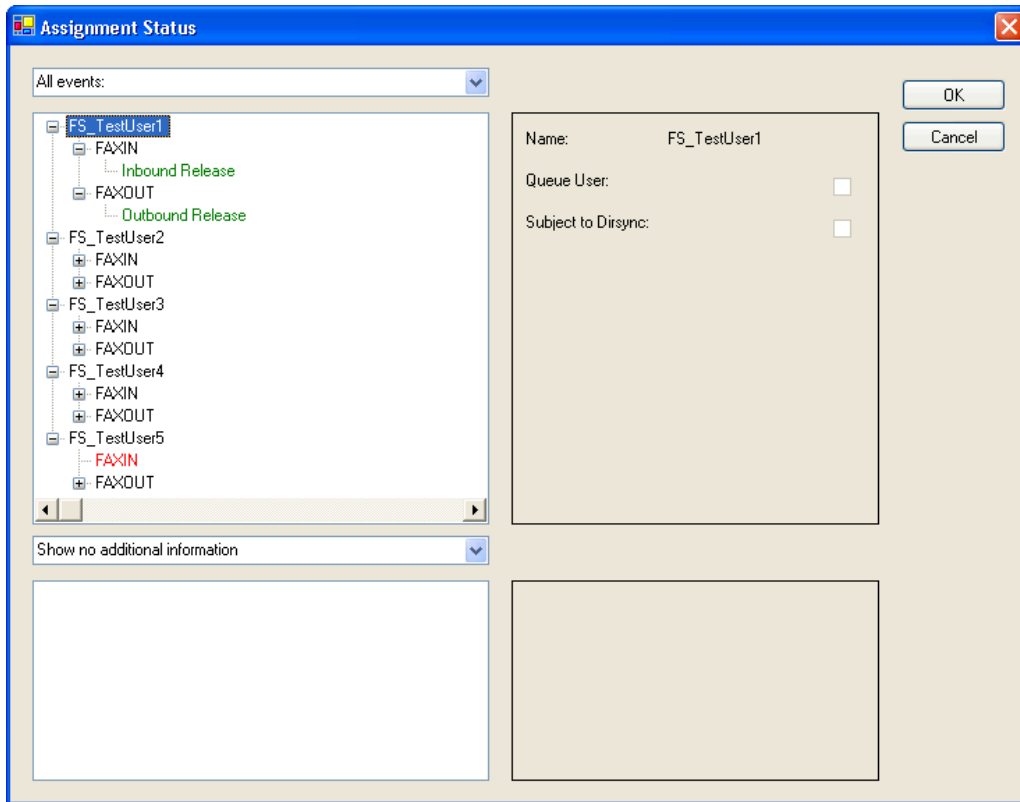 Assignment Status
All events:
OK
Cancel
FS_TestUser1
FAXIN
Inbound Release
FAXOUT
Outbound Release
FS_TestUser2
FAXIN
FAXOUT
FS_TestUser3
FAXIN
FAXOUT
FS_TestUser4
FAXIN
FAXOUT
FS_TestUser5
FAXIN
FAXOUT
Name: FS_TestUser1
Queue User:
Subject to Dirsync:
Show no additional information